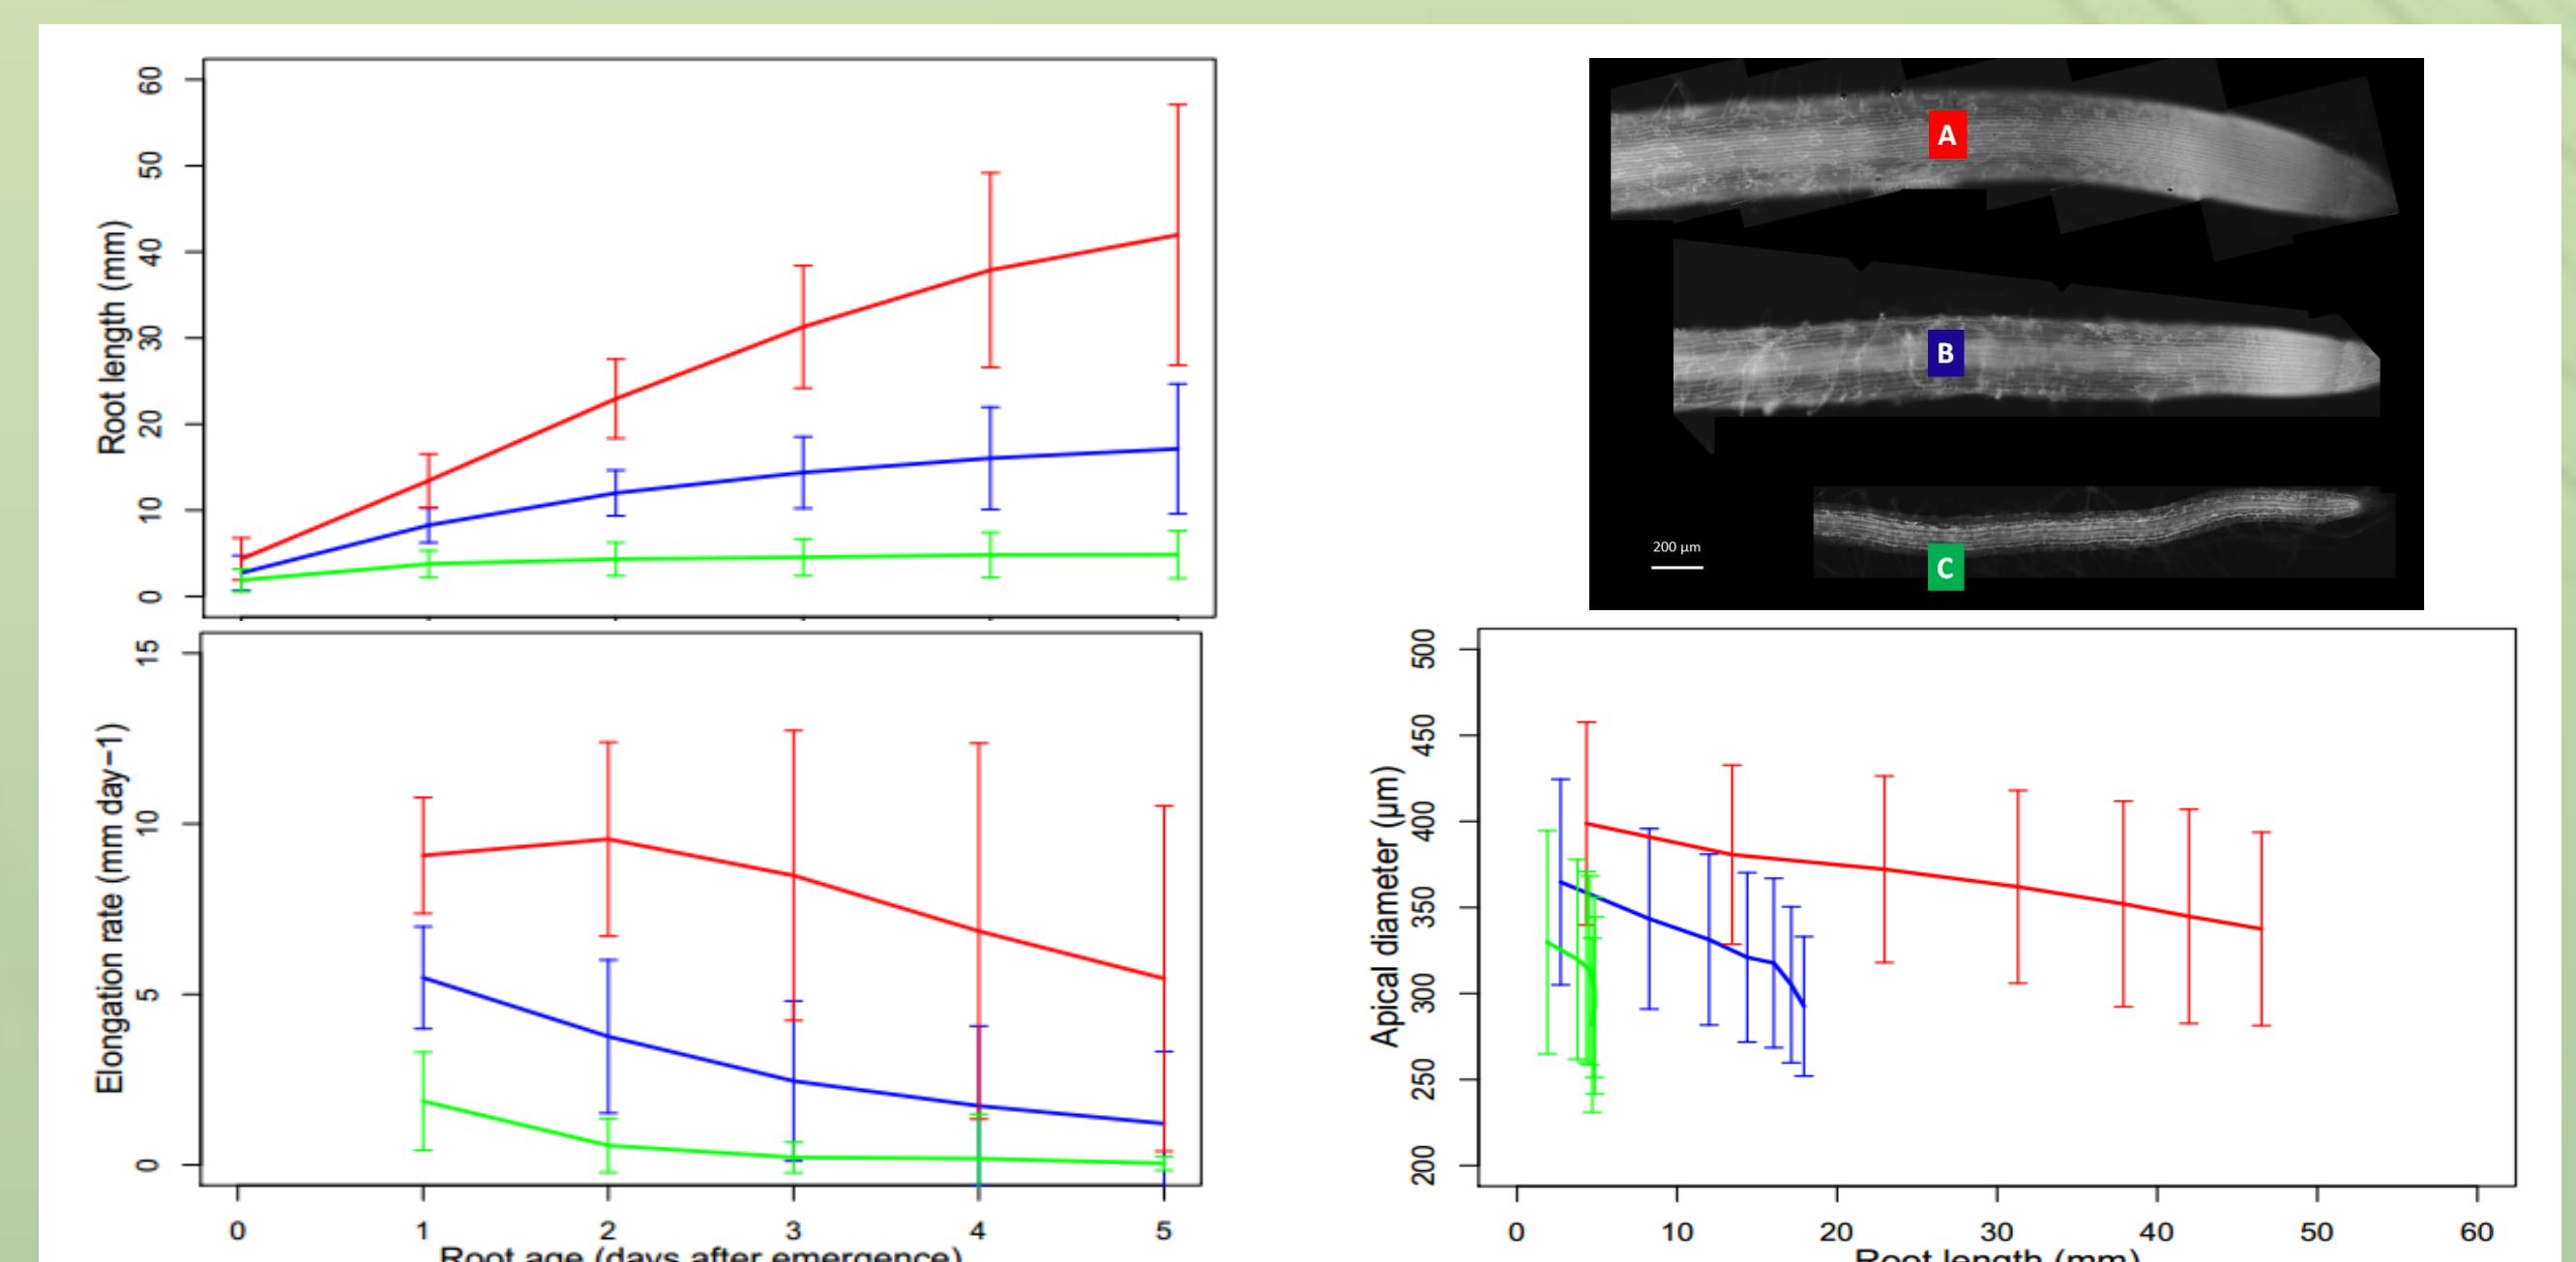 Root length (mm)
60
50
40
30
20
10
0
A
B
C
200 µm
Elongation rate (mm day−1)
15
10
5
0
0 1 2 3 4 5
Root age (days after emergence)
Apical diameter (µm)
500
450
400
350
300
250
200
0 10 20 30 40 50 60
Root length (mm)